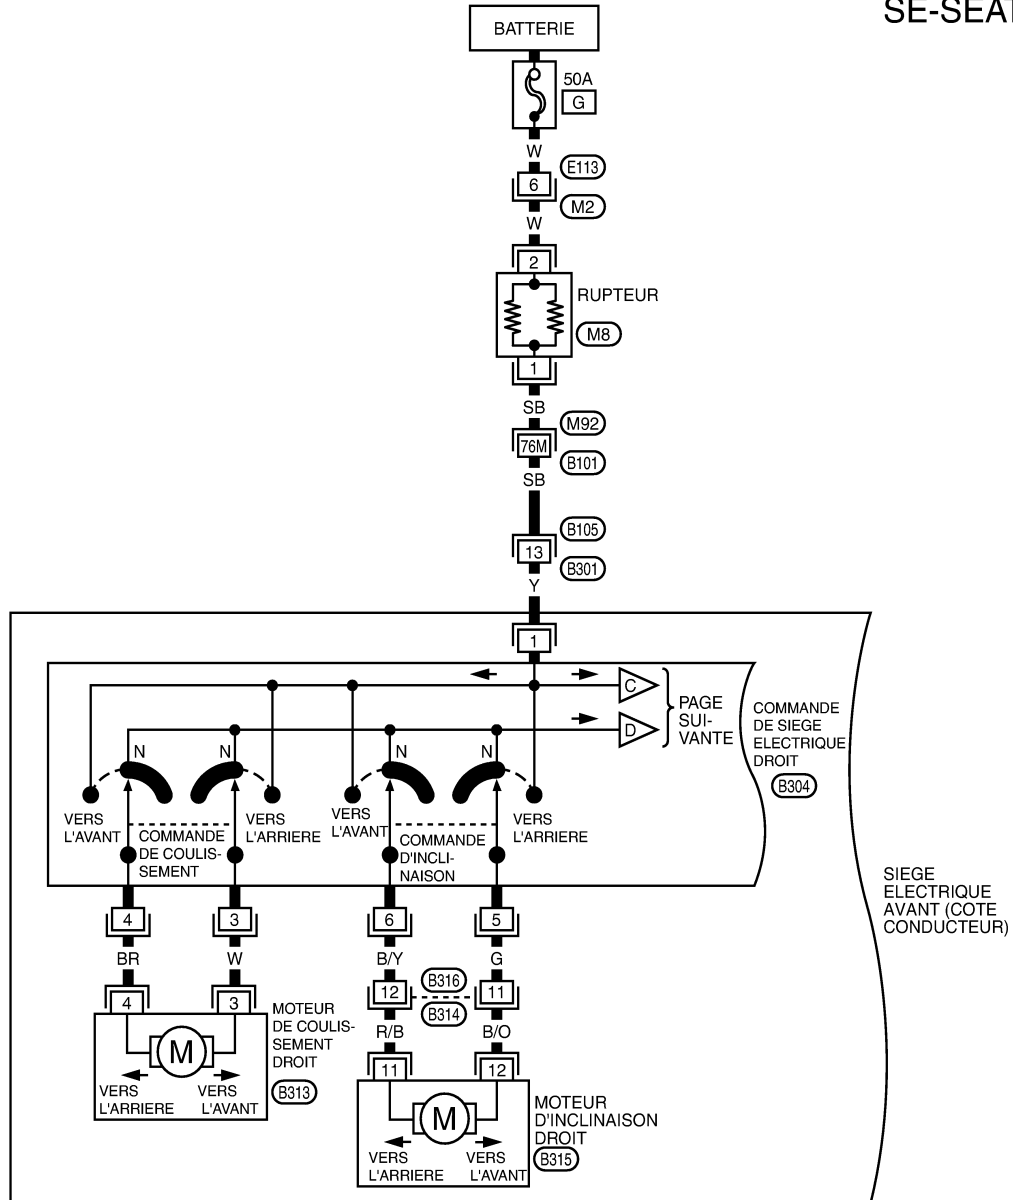 SE-SEAT
BATTERIE
50A
G
W
E113
6
M2
W
2
RUPTEUR
M8
1
SB
M92
76M
B101
SB
B105
13
B301
Y
1
C
D
PAGE
SUI-
VANTE
COMMANDE
DE SIEGE
ELECTRIQUE
DROIT
B304
N
N
N
N
VERS
L'AVANT
COMMANDE
DE COULIS-
SEMENT
VERS
L'ARRIERE
VERS
L'AVANT
COMMANDE
D'INCLI-
NAISON
VERS
L'ARRIERE
SIEGE
ELECTRIQUE
AVANT (COTE
CONDUCTEUR)
4
3
6
5
BR
W
B/Y
G
12
B316
B314
11
R/B
B/O
4
3
MOTEUR
DE COULIS-
SEMENT
DROIT
B313
M
VERS
L'ARRIERE
VERS
L'AVANT
11
12
MOTEUR
D'INCLINAISON
DROIT
B315
M
VERS
L'ARRIERE
VERS
L'AVANT